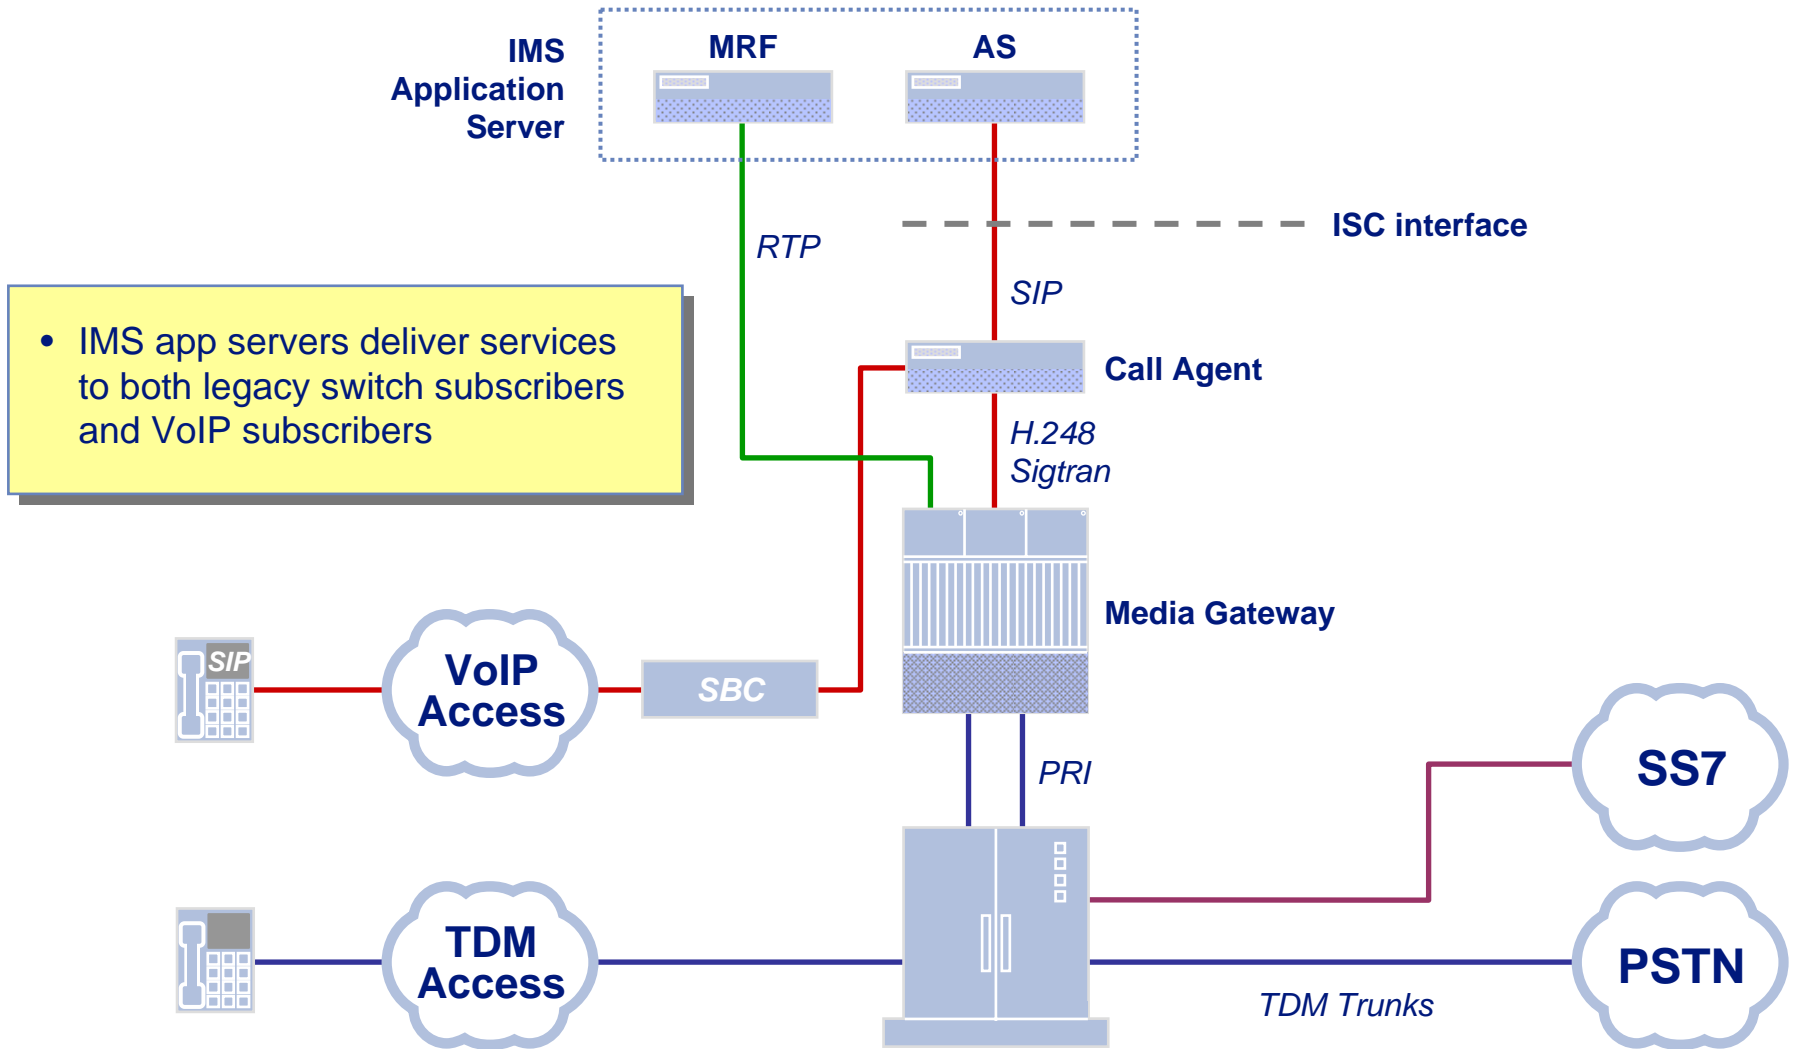 IMS
Application
Server
MRF
AS
RTP
ISC interface
SIP
• IMS app servers deliver services
to both legacy switch subscribers
and VoIP subscribers
Call Agent
H.248
Sigtran
Media Gateway
SIP
VoIP
Access
SBC
PRI
SS7
TDM
Access
PSTN
TDM Trunks